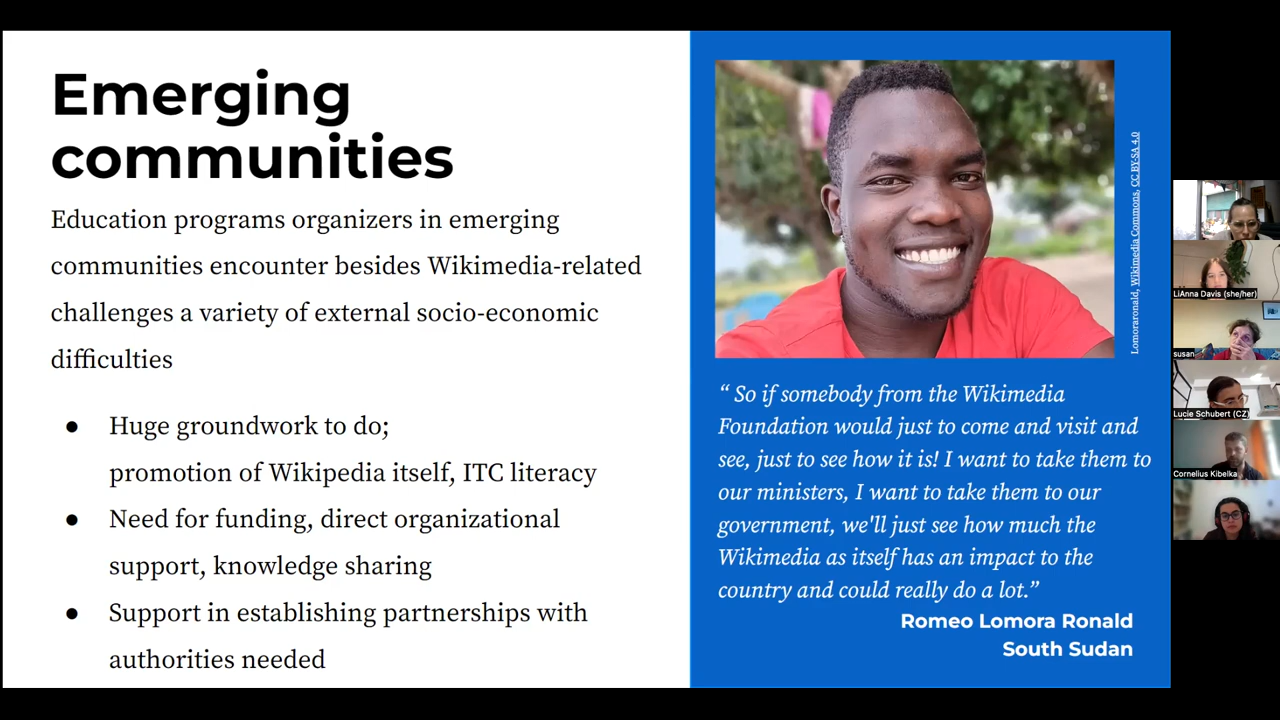 Emerging
communities
Education programs organizers in emerging
communities encounter besides Wikimedia-related
challenges a variety of external socio-economic
difficulties
● Huge groundwork to do;
promotion of Wikipedia itself, ITC literacy
● Need for funding, direct organizational
support, knowledge sharing
● Support in establishing partnerships with
authorities needed
Lomoraronald, Wikimedia Commons, CC BY-SA 4.0
“ So if somebody from the Wikimedia
Foundation would just to come and visit and
see, just to see how it is! I want to take them to
our ministers, I want to take them to our
government, we'll just see how much the
Wikimedia as itself has an impact to the
country and could really do a lot.”
Romeo Lomora Ronald
South Sudan
LiAnna Davis (she/her)
susan
Lucie Schubert (CZ)
Cornelius Kibelka